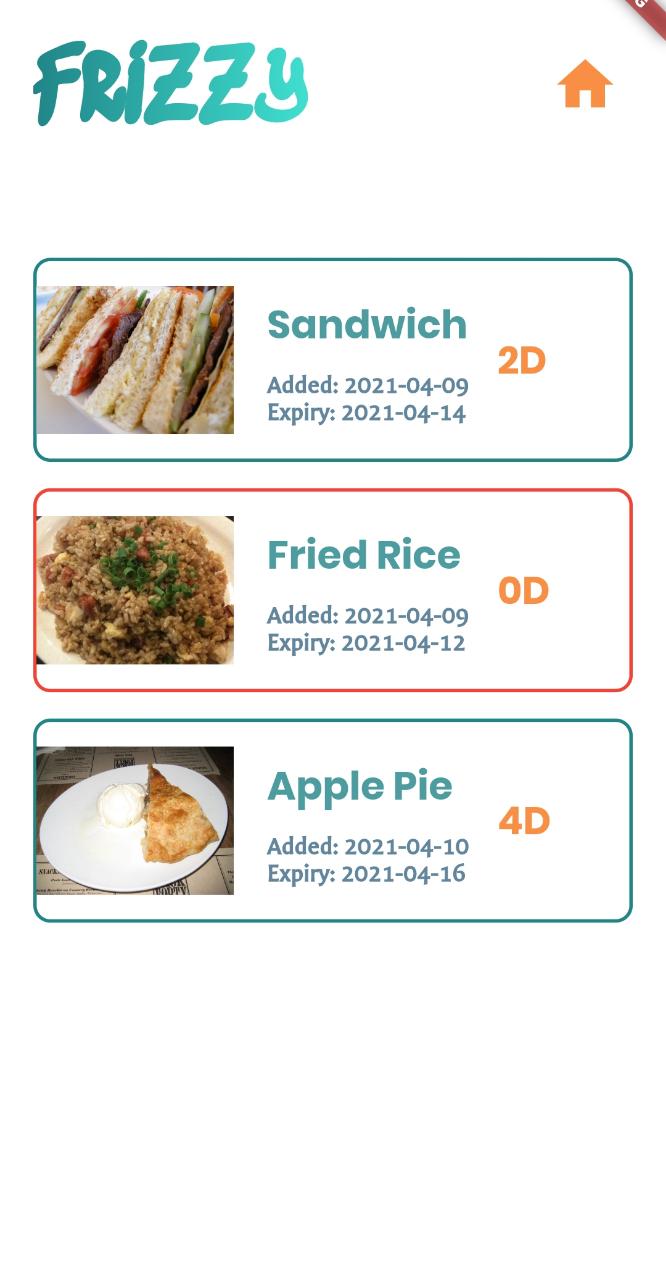 FRiZZy
Sandwich
2D
Added: 2021-04-09
Expiry: 2021-04-14
Fried Rice
0D
Added: 2021-04-09
Expiry: 2021-04-12
Apple Pie
4D
Added: 2021-04-10
Expiry: 2021-04-16